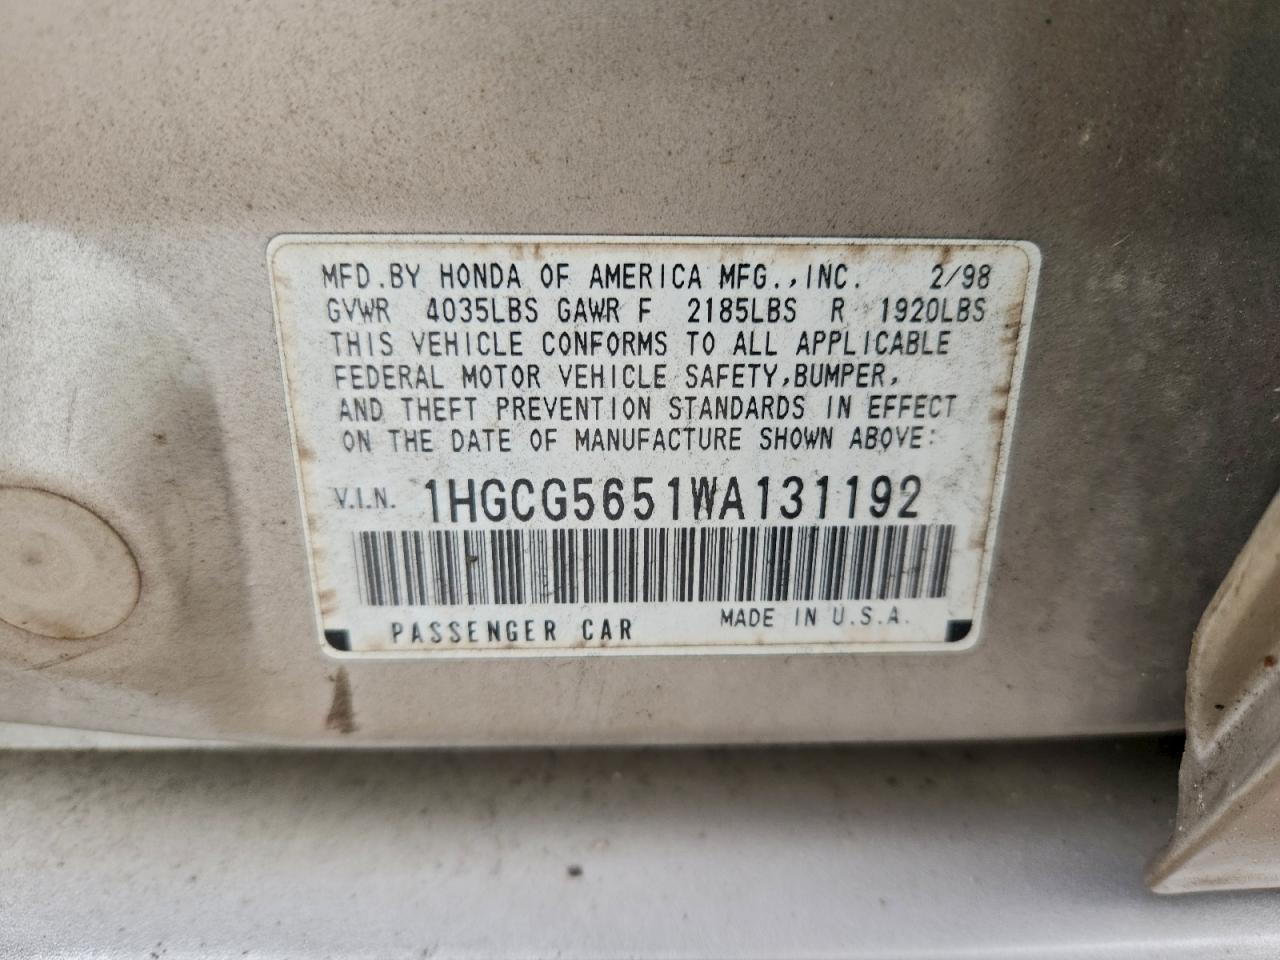 MFD.BY HONDA OF AMERICA MFG.,INC. 2/98
GVWR 4035LBS GAWR F 2185LBS R 1920LBS
THIS VEHICLE CONFORMS TO ALL APPLICABLE
FEDERAL MOTOR VEHICLE SAFETY,BUMPER,
AND THEFT PREVENTION STANDARDS IN EFFECT
ON THE DATE OF MANUFACTURE SHOWN ABOVE:
V.I.N. 1HGCG5651WA131192
PASSENGER CAR MADE IN U.S.A.